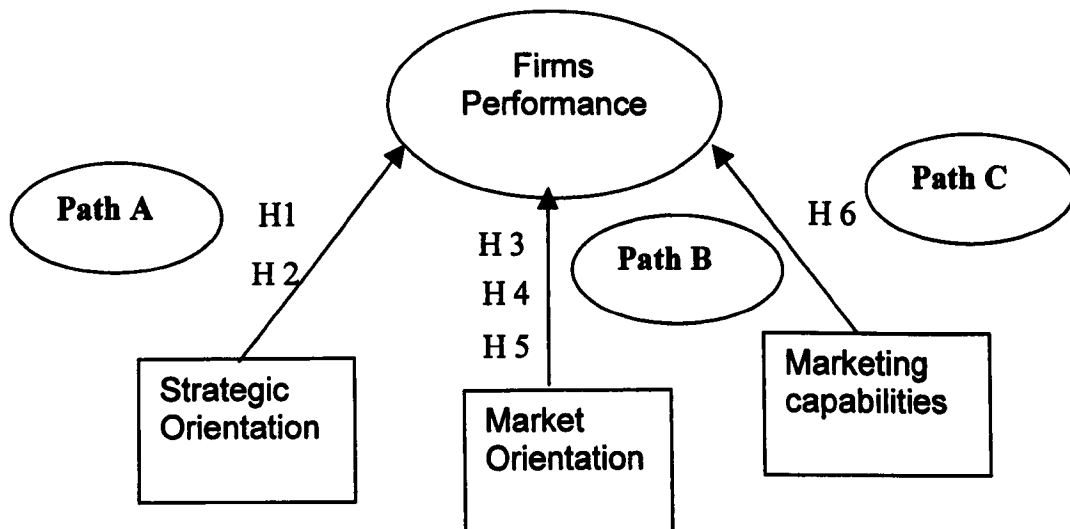 Firms
Performance
Path A
H1
H 2
H 3
H 4
H 5
Path B
H 6
Path C
Strategic
Orientation
Market
Orientation
Marketing
capabilities